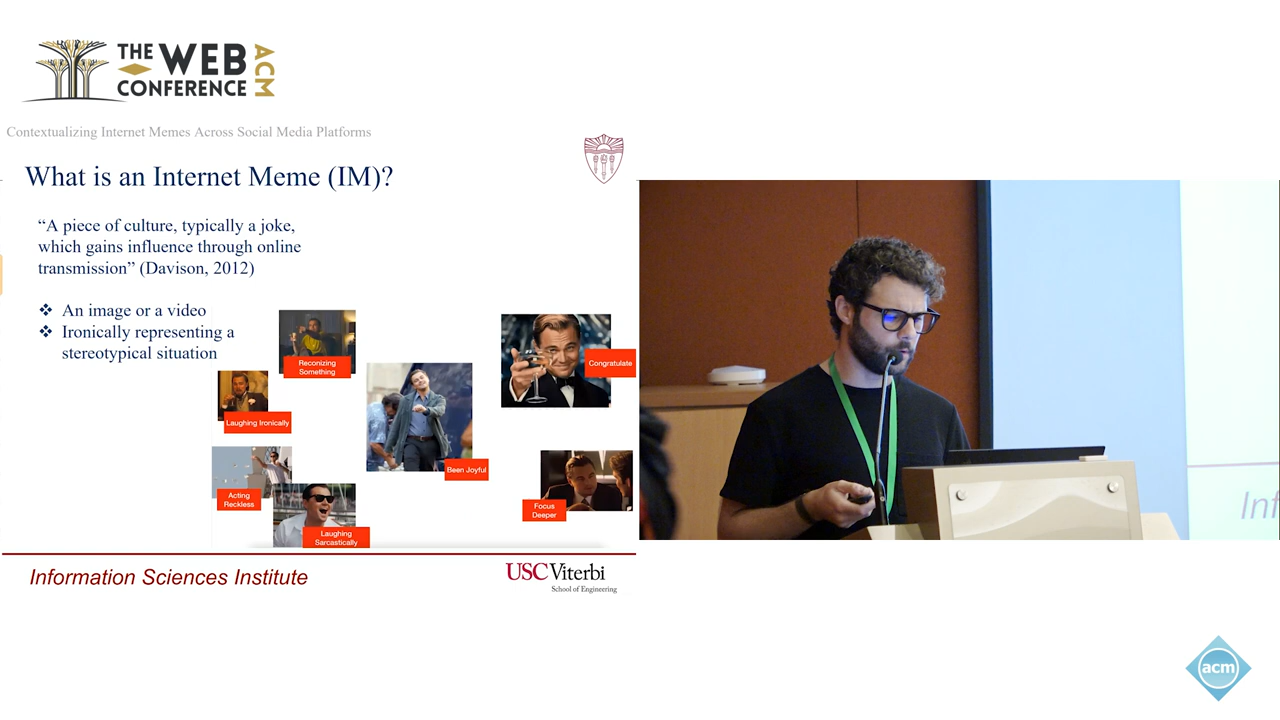 THE WEB
CONFERENCE
ACM
Contextualizing Internet Memes Across Social Media Platforms
What is an Internet Meme (IM)?
“A piece of culture, typically a joke,
which gains influence through online
transmission” (Davison, 2012)
❖ An image or a video
❖ Ironically representing a
stereotypical situation
Reconizing
Something
Congratulate
Laughing Ironically
Been Joyful
Acting
Reckless
Focus
Deeper
Laughing
Sarcastically
Information Sciences Institute
USC Viterbi
School of Engineering
Inf
acm